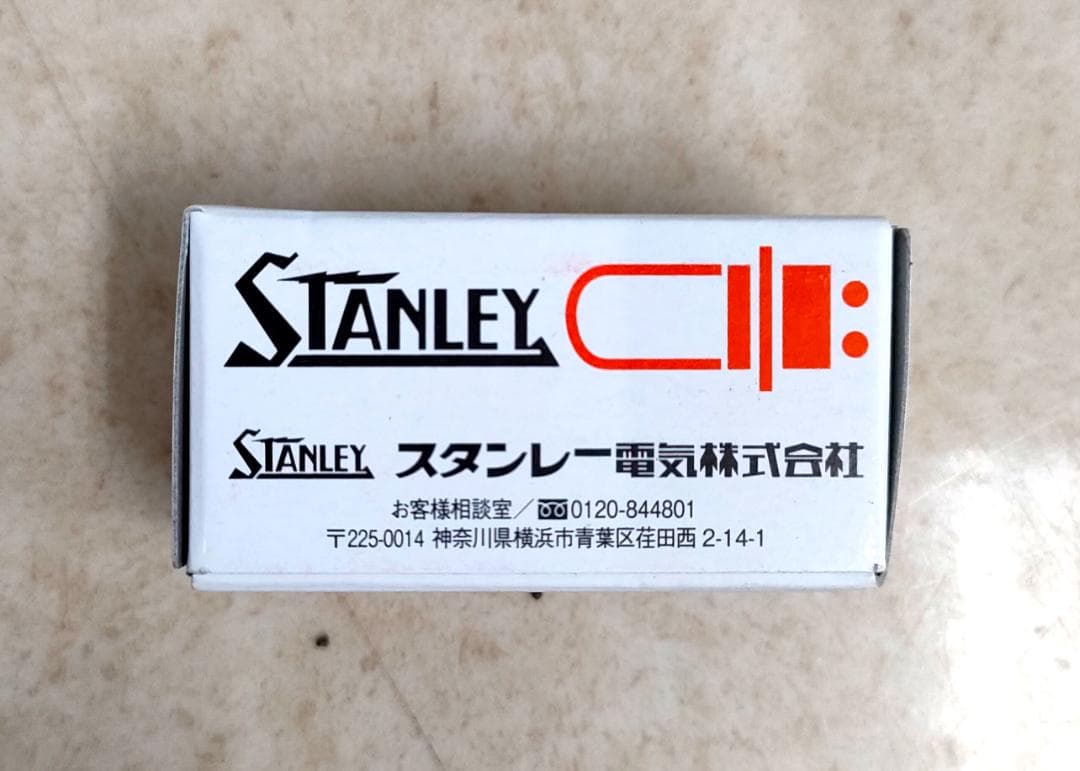 STANLEY
STANLEY スタンレー電気株式会社
お客様相談室／0120-844801
〒225-0014 神奈川県横浜市青葉区荏田西 2-14-1